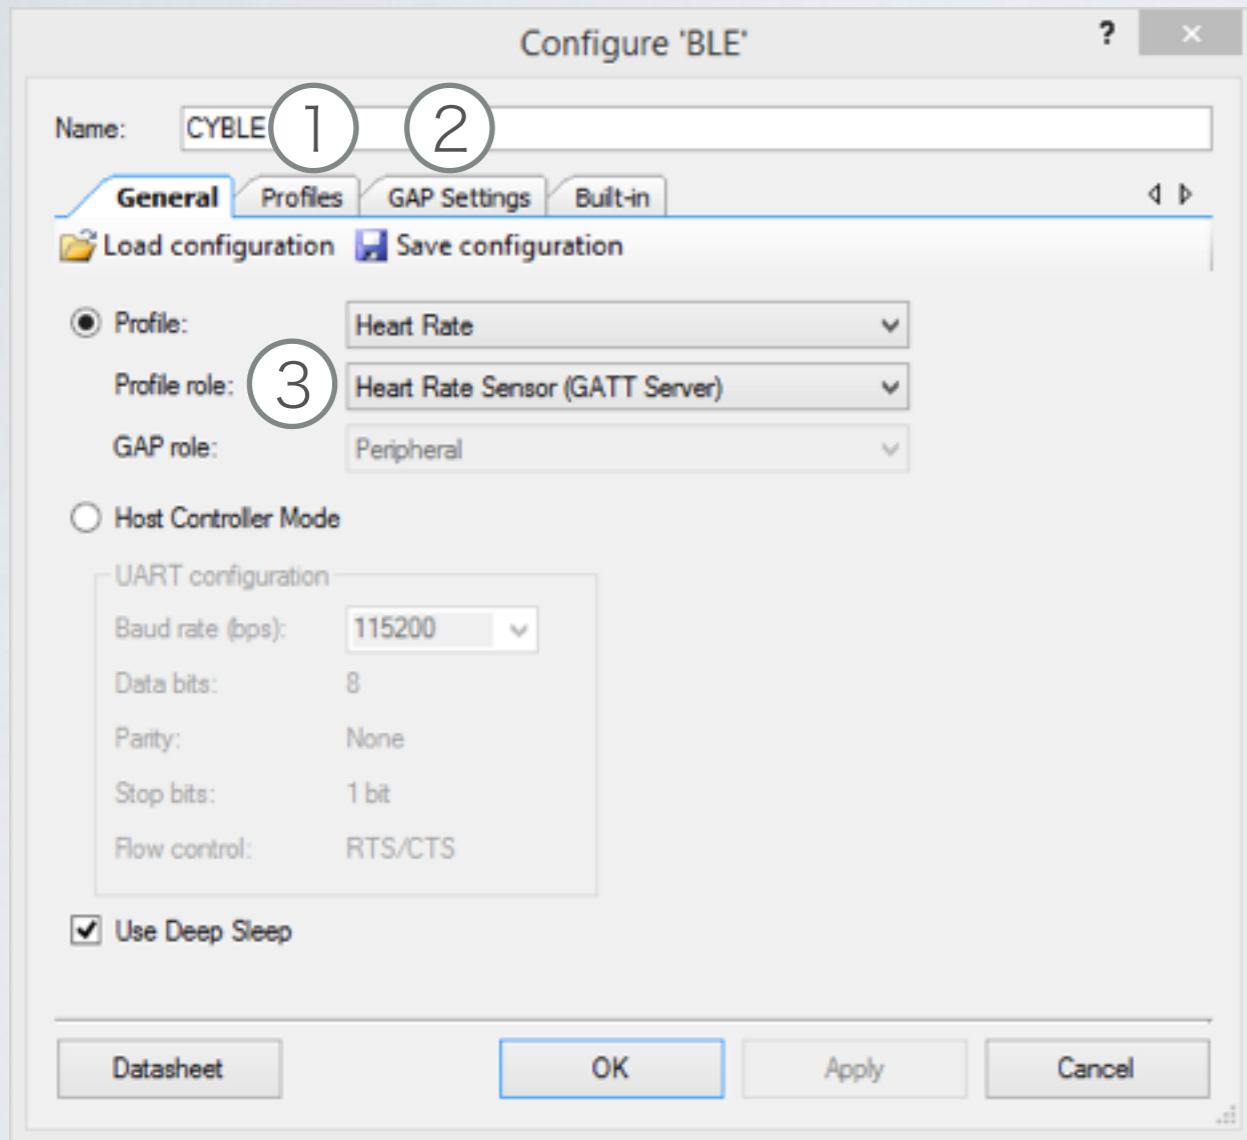 Configure 'BLE'
?
Name: CYBLE
1 2
General Profiles GAP Settings Built-in
Load configuration Save configuration
Profile: Heart Rate
Profile role: 3 Heart Rate Sensor (GATT Server)
GAP role: Peripheral
Host Controller Mode
UART configuration
Baud rate (bps): 115200
Data bits: 8
Parity: None
Stop bits: 1 bit
Flow control: RTS/CTS
Use Deep Sleep
Datasheet OK Apply Cancel